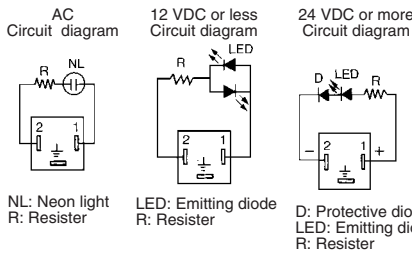 AC
Circuit diagram
R
NL
2
1
NL: Neon light
R: Resister
12 VDC or less
Circuit diagram
LED
R
2
1
LED: Emitting diode
R: Resister
24 VDC or more
Circuit diagram
D
LED
R
2
1
−
+
D: Protective dio
LED: Emitting dio
R: Resister